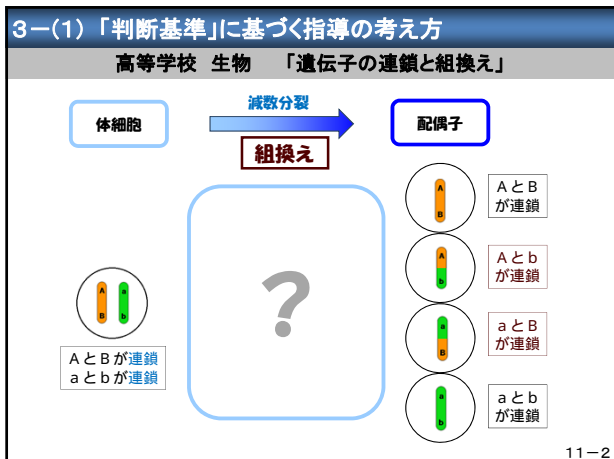 3－(1) 「判断基準」に基づく指導の考え方
高等学校 生物 「遺伝子の連鎖と組換え」
体細胞
減数分裂
組換え
配偶子
?
A
B
a
b
AとBが連鎖
aとbが連鎖
A
B
AとB
が連鎖
A
b
Aとb
が連鎖
a
B
aとB
が連鎖
a
b
aとb
が連鎖
11－2